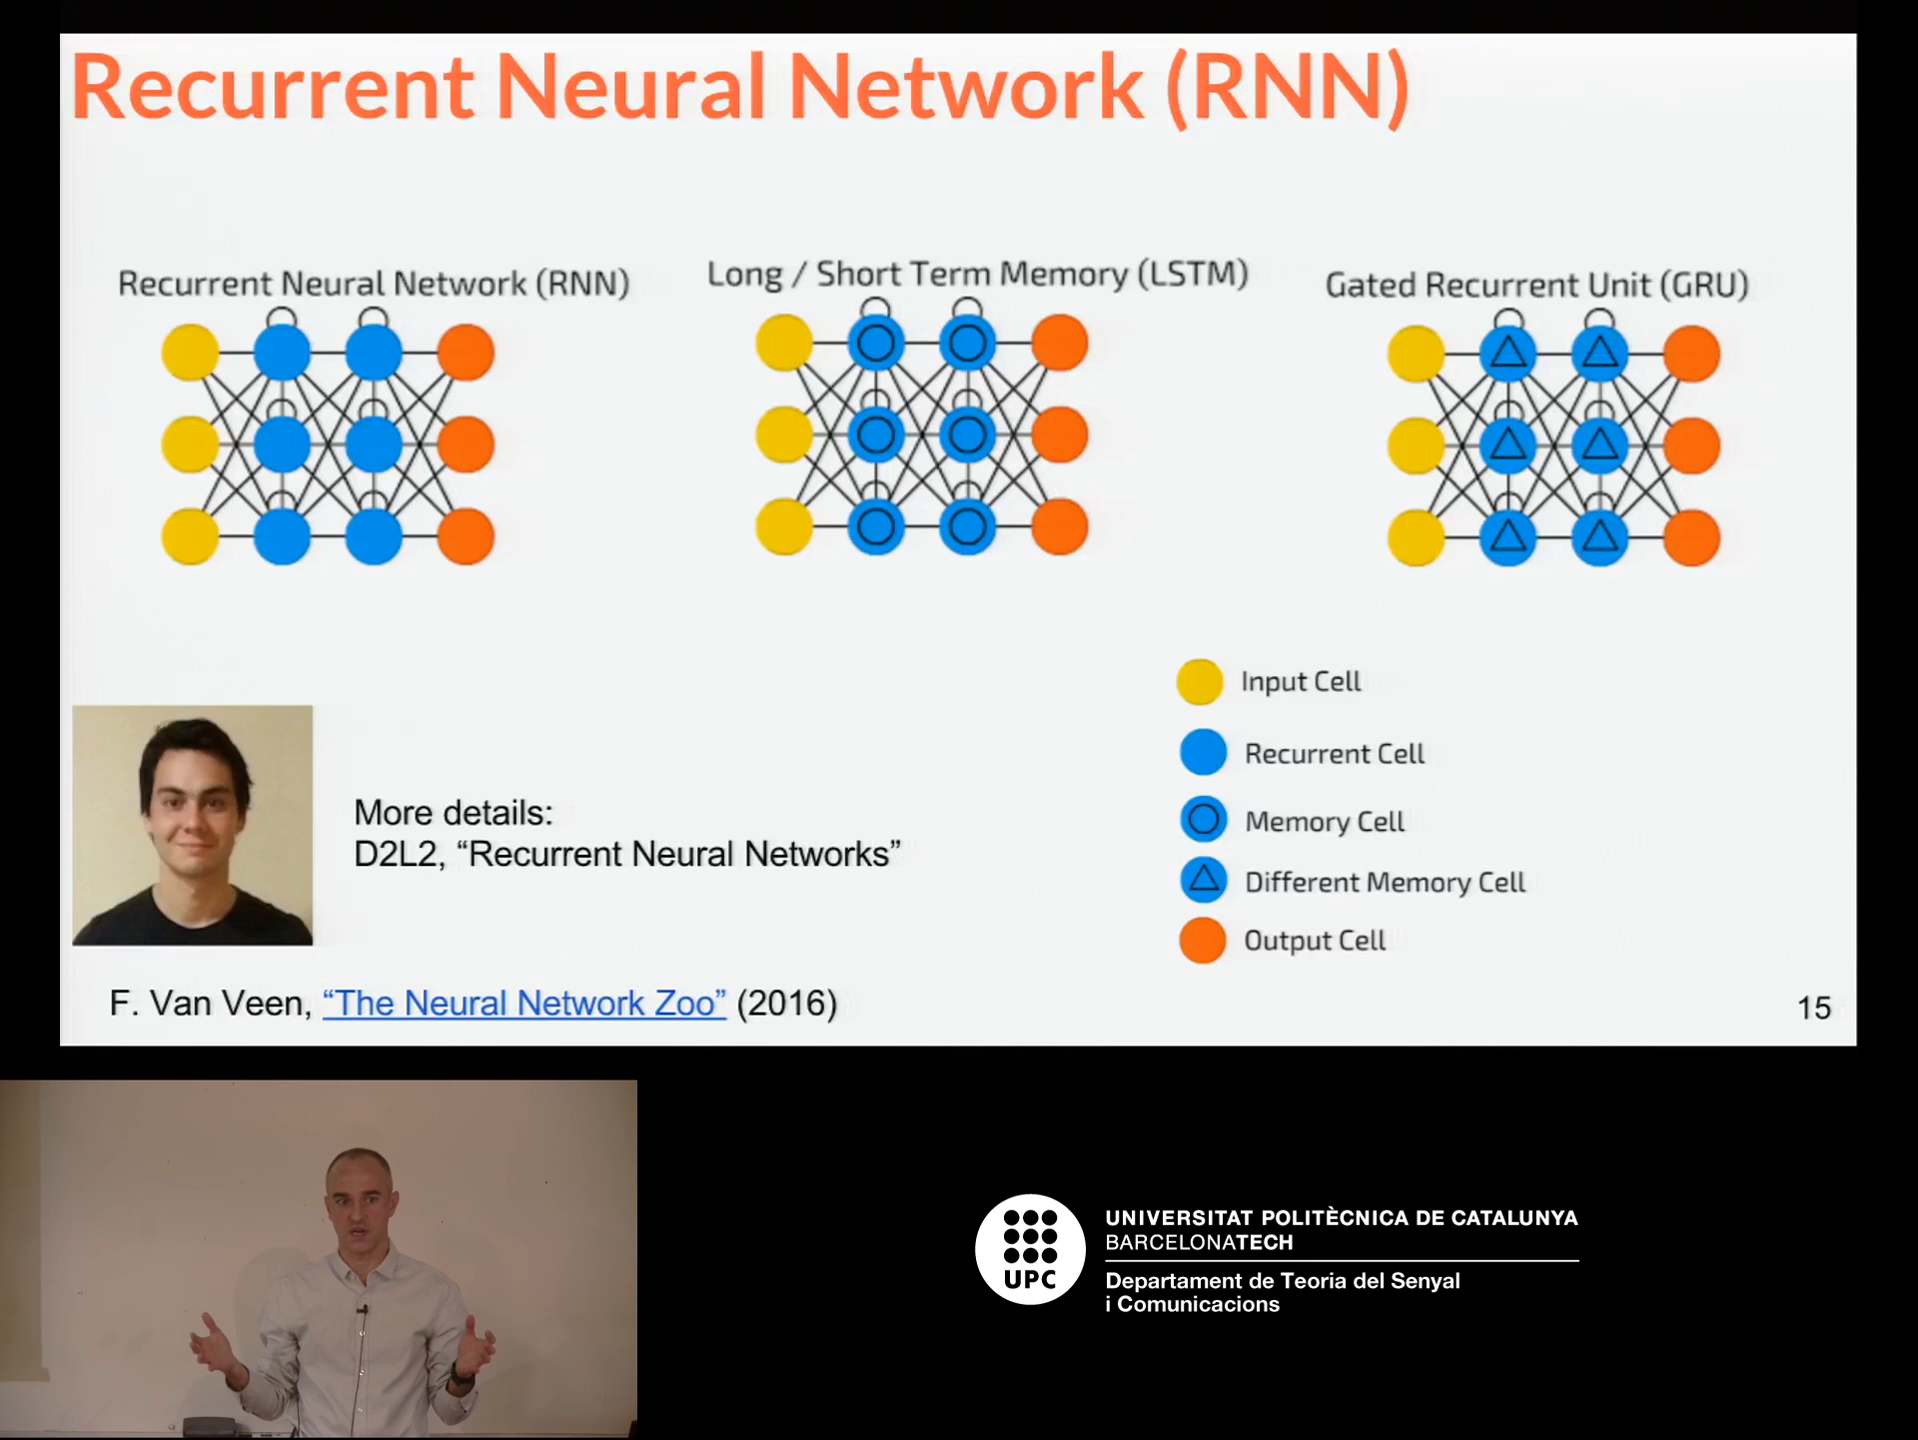 Recurrent Neural Network (RNN)
Recurrent Neural Network (RNN)
Long / Short Term Memory (LSTM)
Gated Recurrent Unit (GRU)
Input Cell
Recurrent Cell
Memory Cell
Different Memory Cell
Output Cell
More details:
D2L2, “Recurrent Neural Networks”
F. Van Veen, “The Neural Network Zoo” (2016)
15
UPC
UNIVERSITAT POLITÈCNICA DE CATALUNYA
BARCELONATECH
Departament de Teoria del Senyal
i Comunicacions